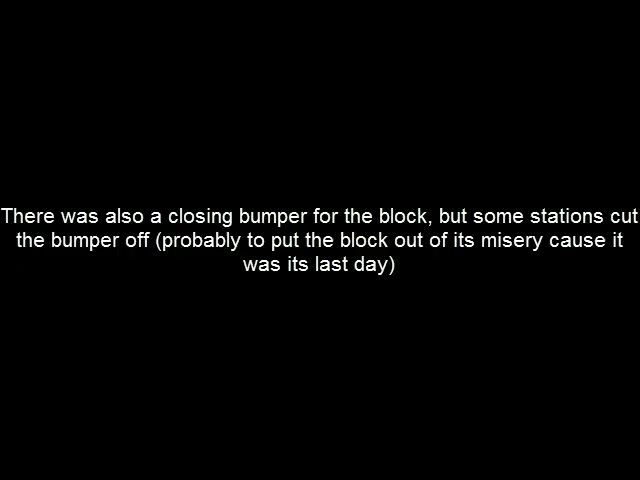 There was also a closing bumper for the block, but some stations cut
the bumper off (probably to put the block out of its misery cause it
was its last day)